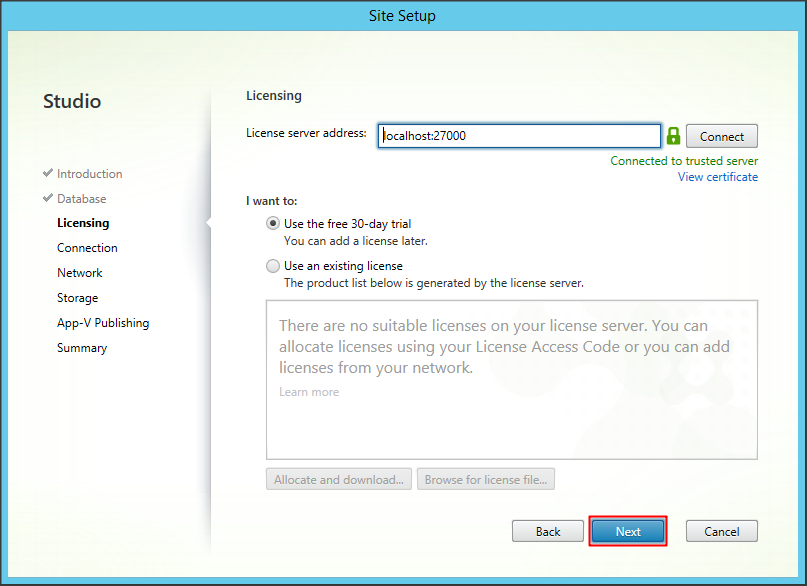 Site Setup
Studio
Introduction
Database
Licensing
Connection
Network
Storage
App-V Publishing
Summary
Licensing
License server address:
localhost:27000
Connect
Connected to trusted server
View certificate
I want to:
Use the free 30-day trial
You can add a license later.
Use an existing license
The product list below is generated by the license server.
There are no suitable licenses on your license server. You can
allocate licenses using your License Access Code or you can add
licenses from your network.
Learn more
Allocate and download...
Browse for license file...
Back
Next
Cancel